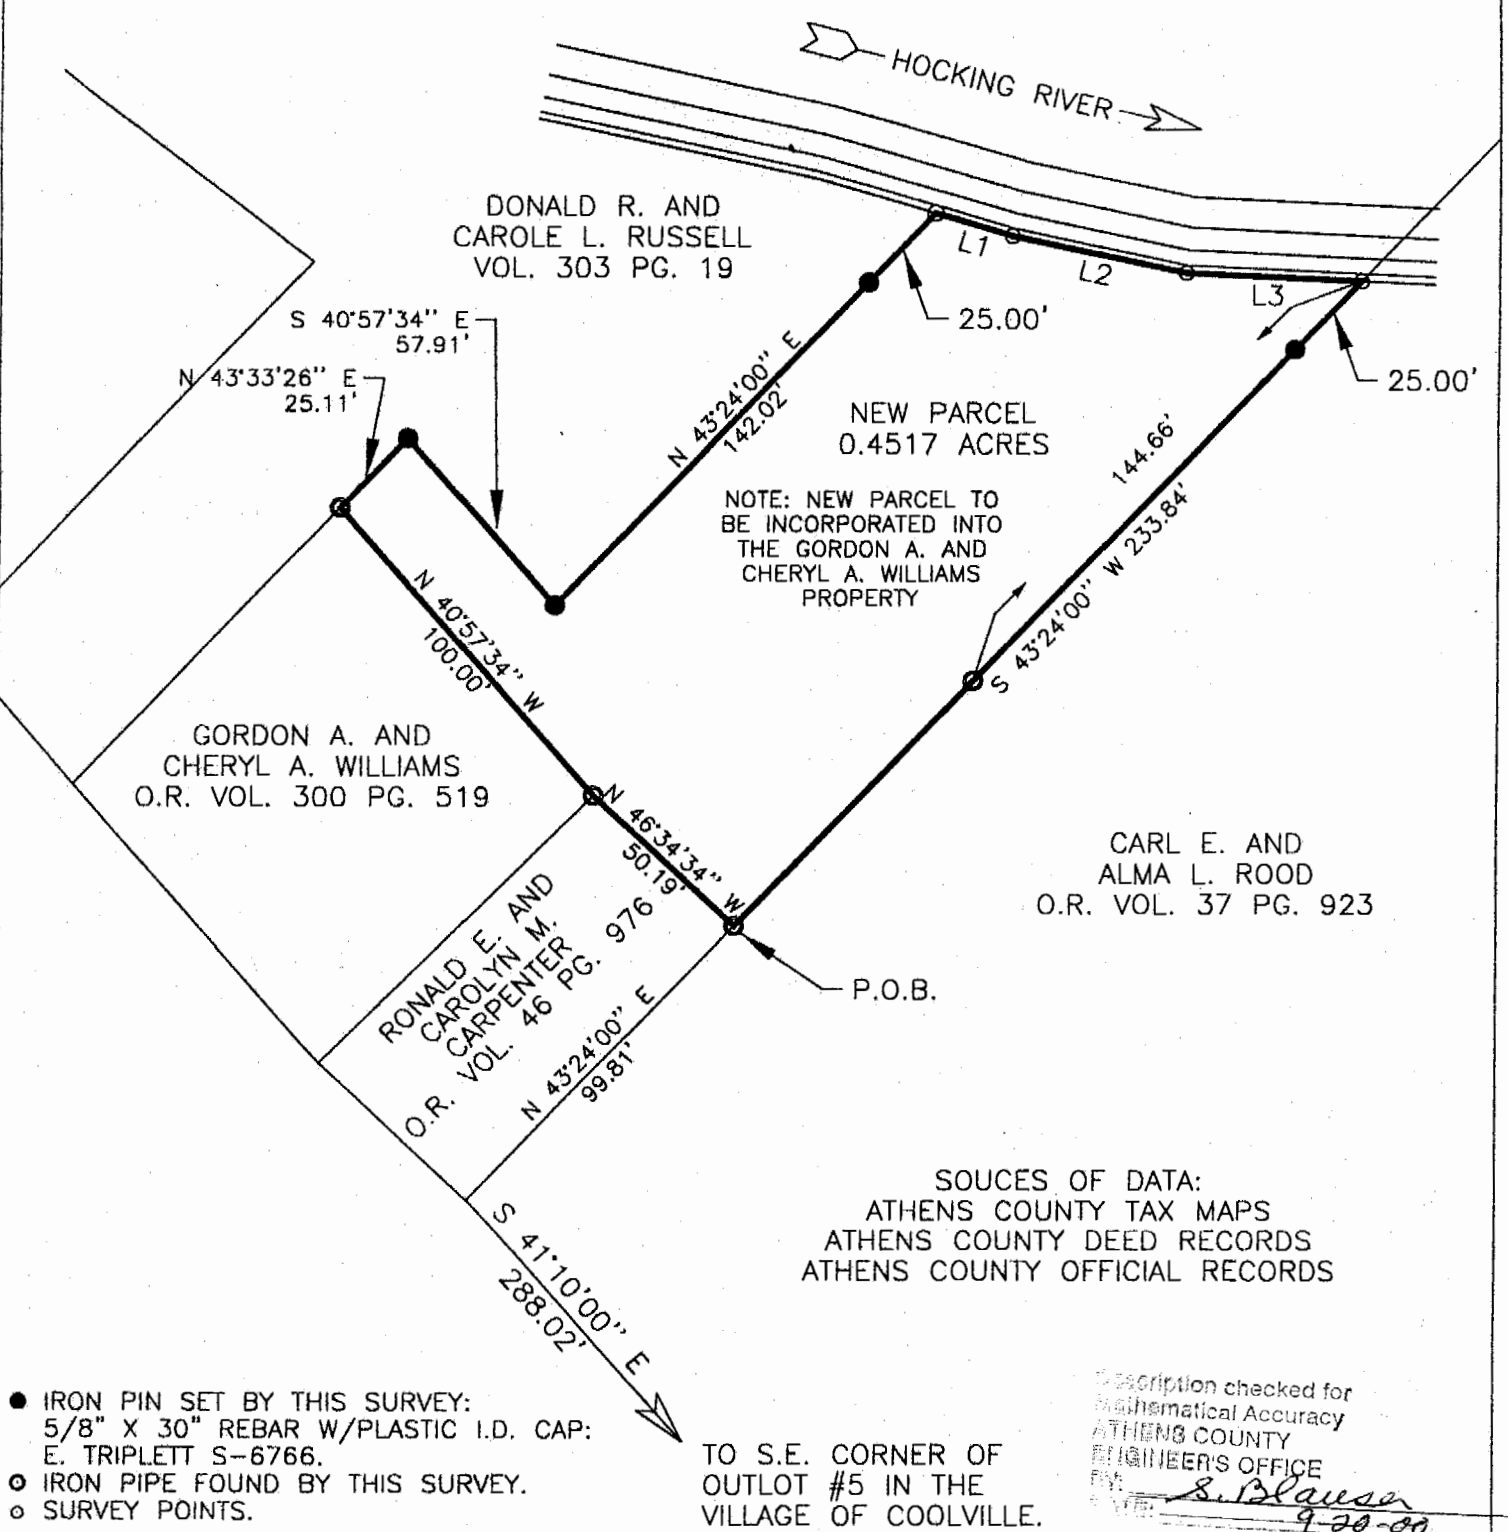 HOCKING RIVER
DONALD R. AND
CAROLE L. RUSSELL
VOL. 303 PG. 19
L1
L2
L3
S 40°57'34" E
57.91'
25.00'
N 43°33'26" E
25.11'
25.00'
N 43°24'00" E
142.02'
NEW PARCEL
0.4517 ACRES
144.66'
NOTE: NEW PARCEL TO
BE INCORPORATED INTO
THE GORDON A. AND
CHERYL A. WILLIAMS
PROPERTY
S 43°24'00" W 233.84'
N 40°57'34" W
100.00'
GORDON A. AND
CHERYL A. WILLIAMS
O.R. VOL. 300 PG. 519
N 46°34'34" W
50.19'
CARL E. AND
ALMA L. ROOD
O.R. VOL. 37 PG. 923
RONALD E. AND
CAROLYN M.
CARPENTER
O.R. VOL. 46 PG. 976
P.O.B.
N 43°24'00" E
99.81'
SOUCES OF DATA:
ATHENS COUNTY TAX MAPS
ATHENS COUNTY DEED RECORDS
ATHENS COUNTY OFFICIAL RECORDS
S 41°10'00" E
288.02'
IRON PIN SET BY THIS SURVEY:
5/8" X 30" REBAR W/PLASTIC I.D. CAP:
E. TRIPLETT S-6766.
IRON PIPE FOUND BY THIS SURVEY.
SURVEY POINTS.
TO S.E. CORNER OF
OUTLOT #5 IN THE
VILLAGE OF COOLVILLE.
Description checked for
Mathematical Accuracy
ATHENS COUNTY
ENGINEER'S OFFICE
BY: S. Blauser
9-20-00